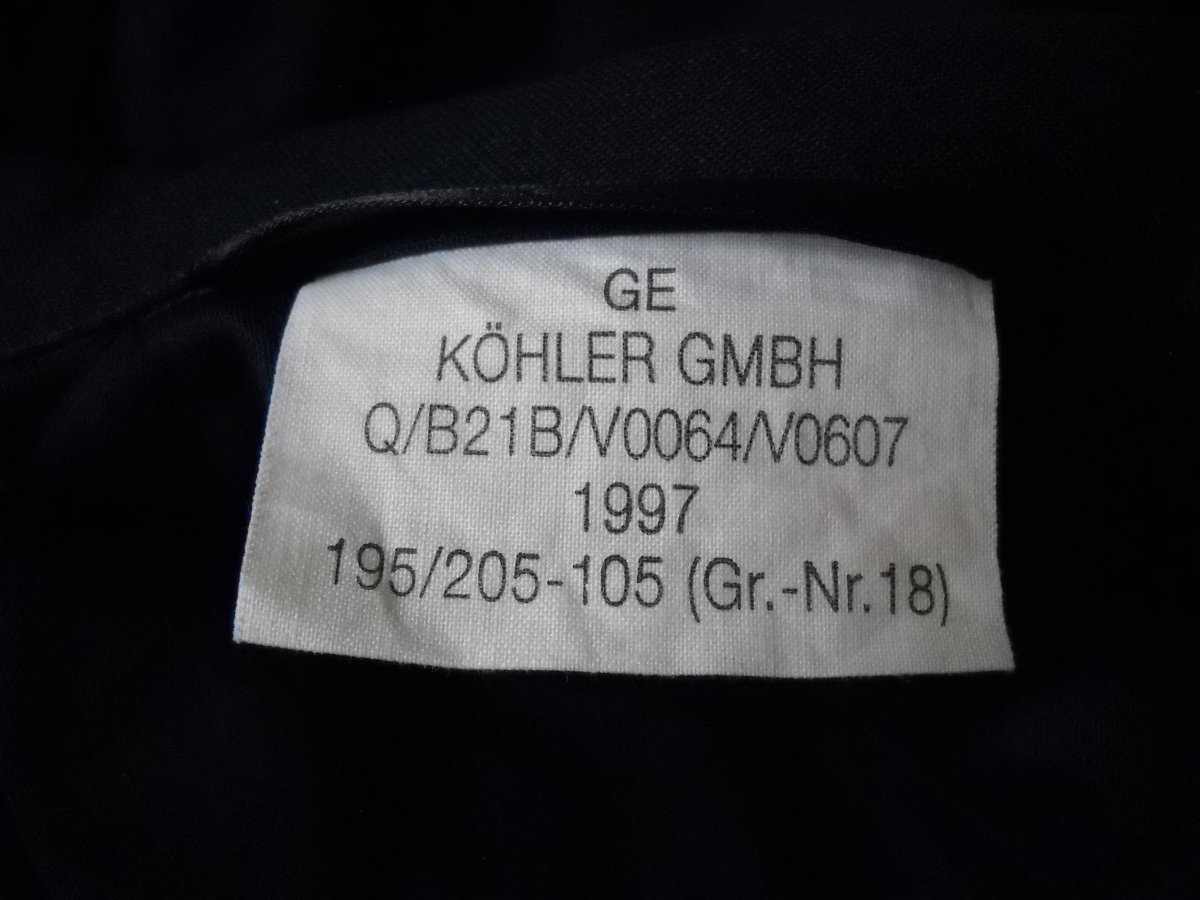 GE
KÖHLER GMBH
Q/B21B/V0064/V0607
1997
195/205-105 (Gr.-Nr.18)